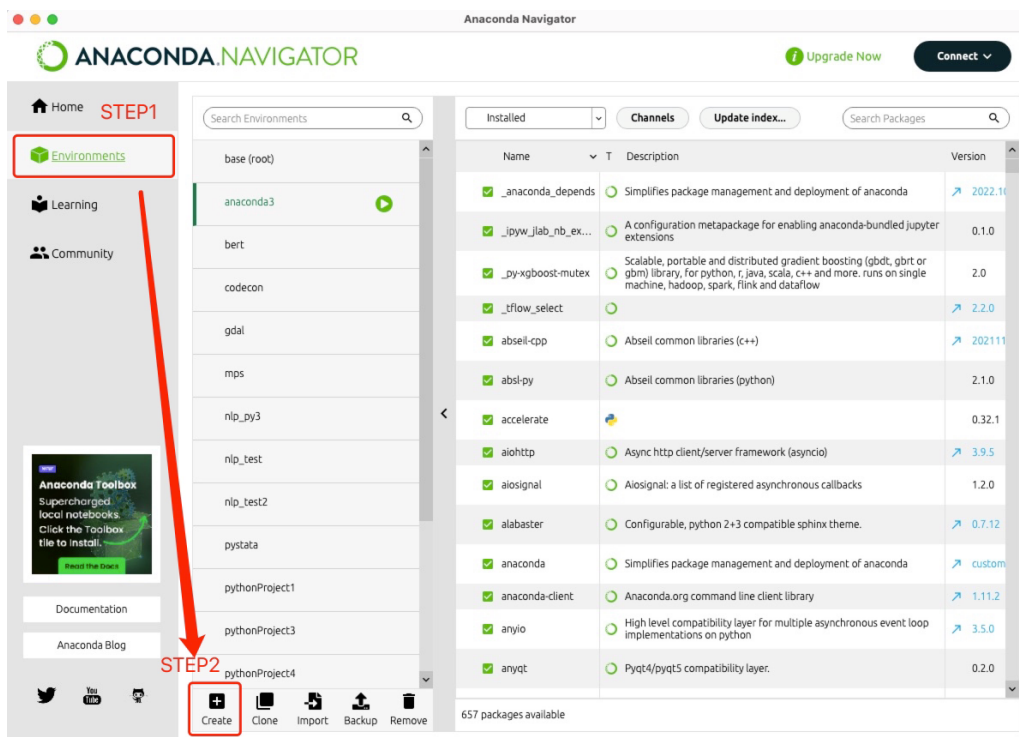 Anaconda Navigator
ANACONDA.NAVIGATOR
Upgrade Now
Connect
Home
STEP1
Environments
Learning
Community
Anaconda Toolbox
Supercharged
local notebooks.
Click the Toolbox
tile to install.
Read the Docs
Documentation
Anaconda Blog
You
Tube
Search Environments
base (root)
anaconda3
bert
codecon
gdal
mps
nlp_py3
nlp_test
nlp_test2
pystata
pythonProject1
pythonProject3
STEP2
pythonProject4
Create
Clone
Import
Backup
Remove
Installed
Channels
Update index...
Search Packages
Name
T
Description
Version
_anaconda_depends
Simplifies package management and deployment of anaconda
2022.10
_ipyw_jlab_nb_ex...
A configuration metapackage for enabling anaconda-bundled jupyter
extensions
0.1.0
_py-xgboost-mutex
Scalable, portable and distributed gradient boosting (gbdt, gbrt or
gbm) library, for python, r, java, scala, c++ and more. runs on single
machine, hadoop, spark, flink and dataflow
2.0
_tflow_select
2.2.0
abseil-cpp
Abseil common libraries (c++)
202111
absl-py
Abseil common libraries (python)
2.1.0
accelerate
0.32.1
aiohttp
Async http client/server framework (asyncio)
3.9.5
aiosignal
Aiosignal: a list of registered asynchronous callbacks
1.2.0
alabaster
Configurable, python 2+3 compatible sphinx theme.
0.7.12
anaconda
Simplifies package management and deployment of anaconda
custom
anaconda-client
Anaconda.org command line client library
1.11.2
anyio
High level compatibility layer for multiple asynchronous event loop
implementations on python
3.5.0
anyqt
Pyqt4/pyqt5 compatibility layer.
0.2.0
657 packages available